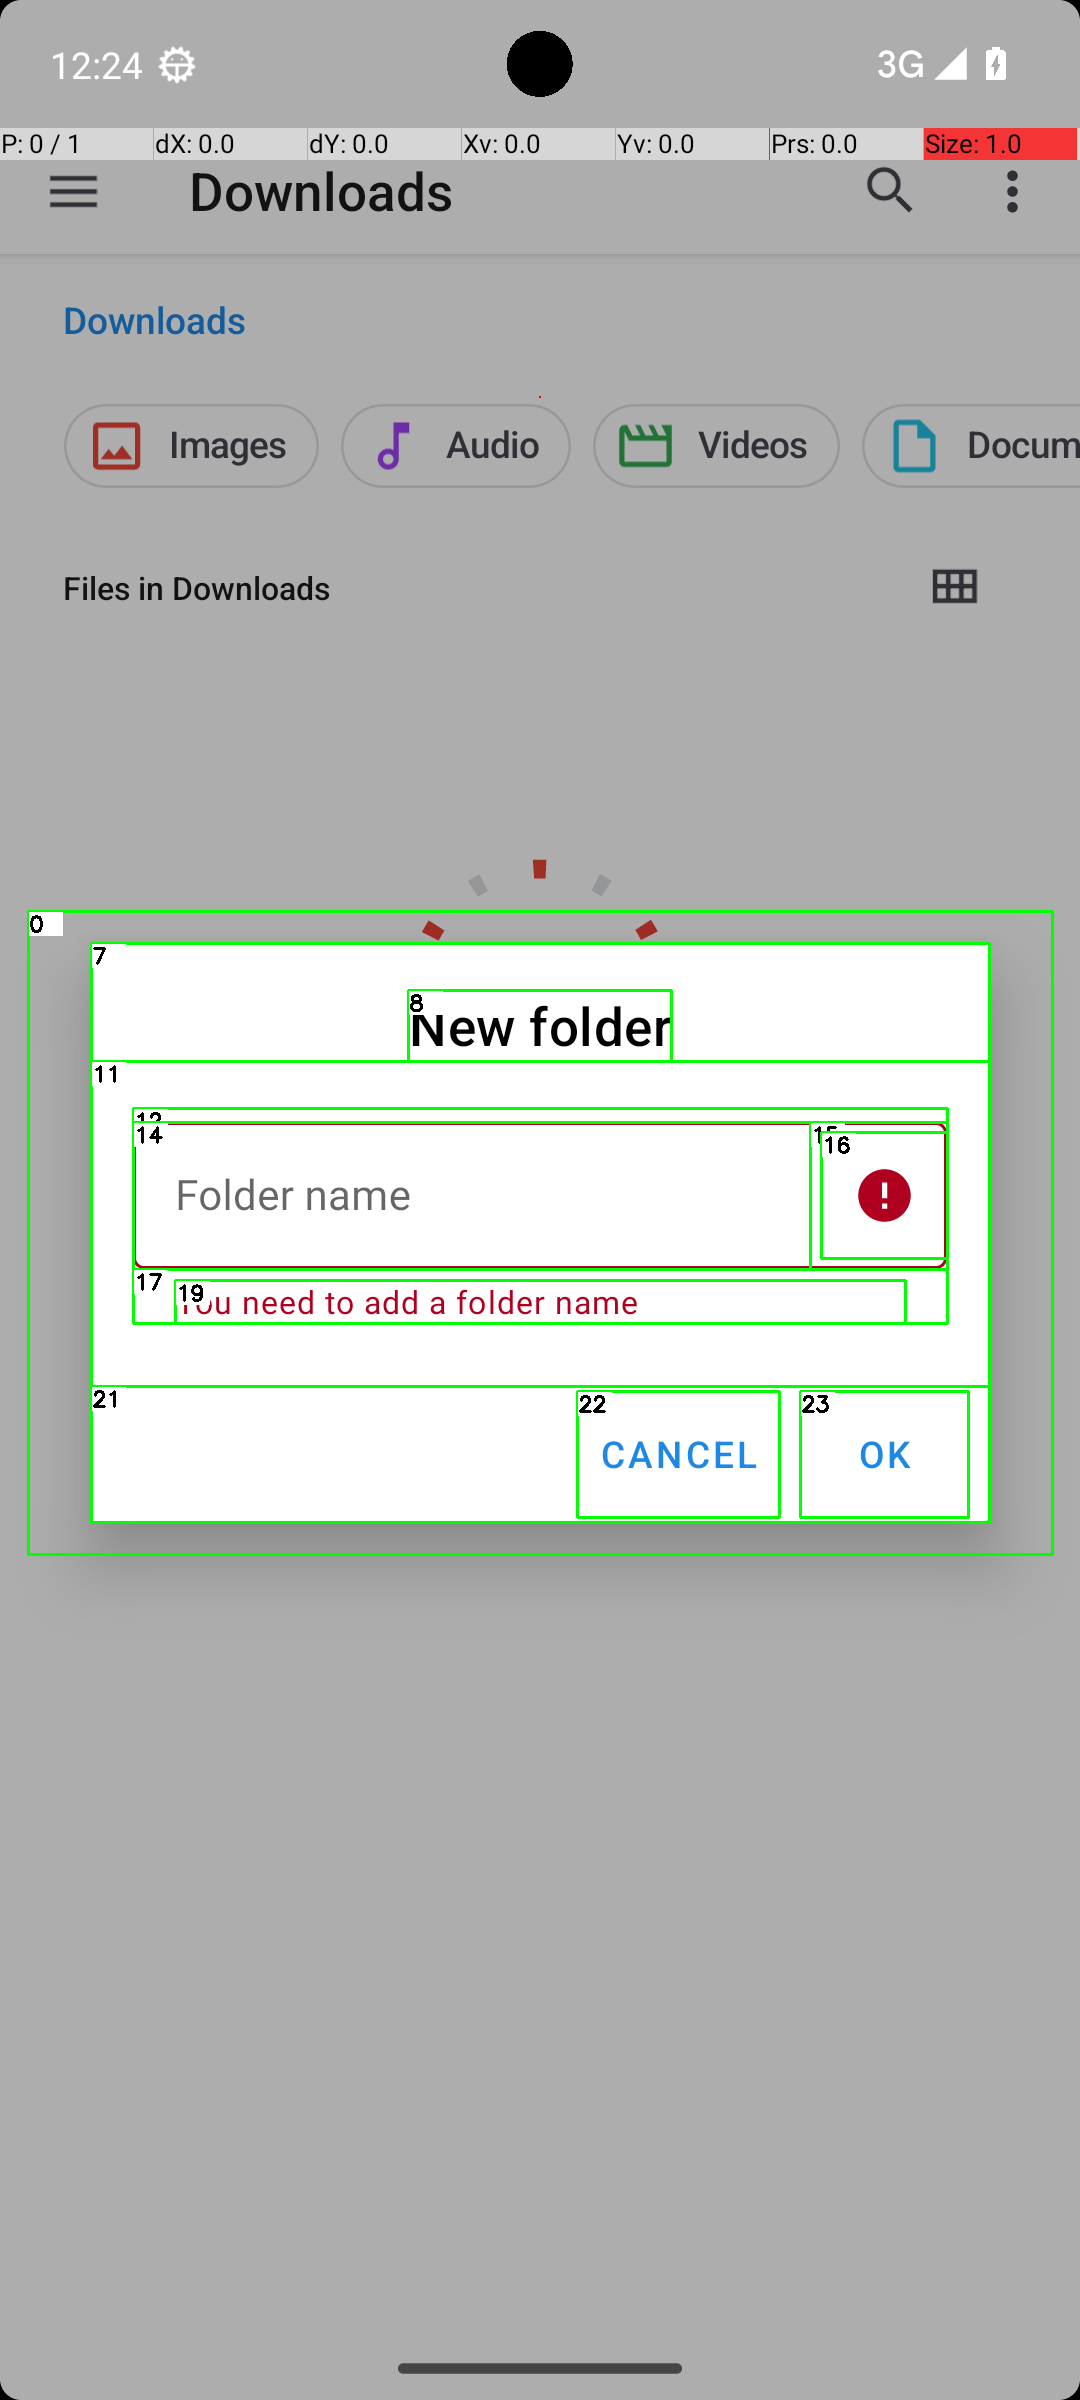 12:24
3G
P: 0 / 1
dX: 0.0
dY: 0.0
Xv: 0.0
Yv: 0.0
Prs: 0.0
Size: 1.0
Downloads
Downloads
Images
Audio
Videos
Docum
Files in Downloads
0
7
8
New folder
11
14
16
Folder name
17
19
You need to add a folder name
21
22
23
CANCEL
OK